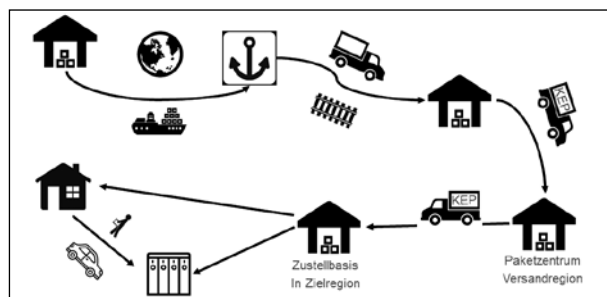 KEP
KEP
Zustellbasis
In Zielregion
Paketzentrum
Versandregion